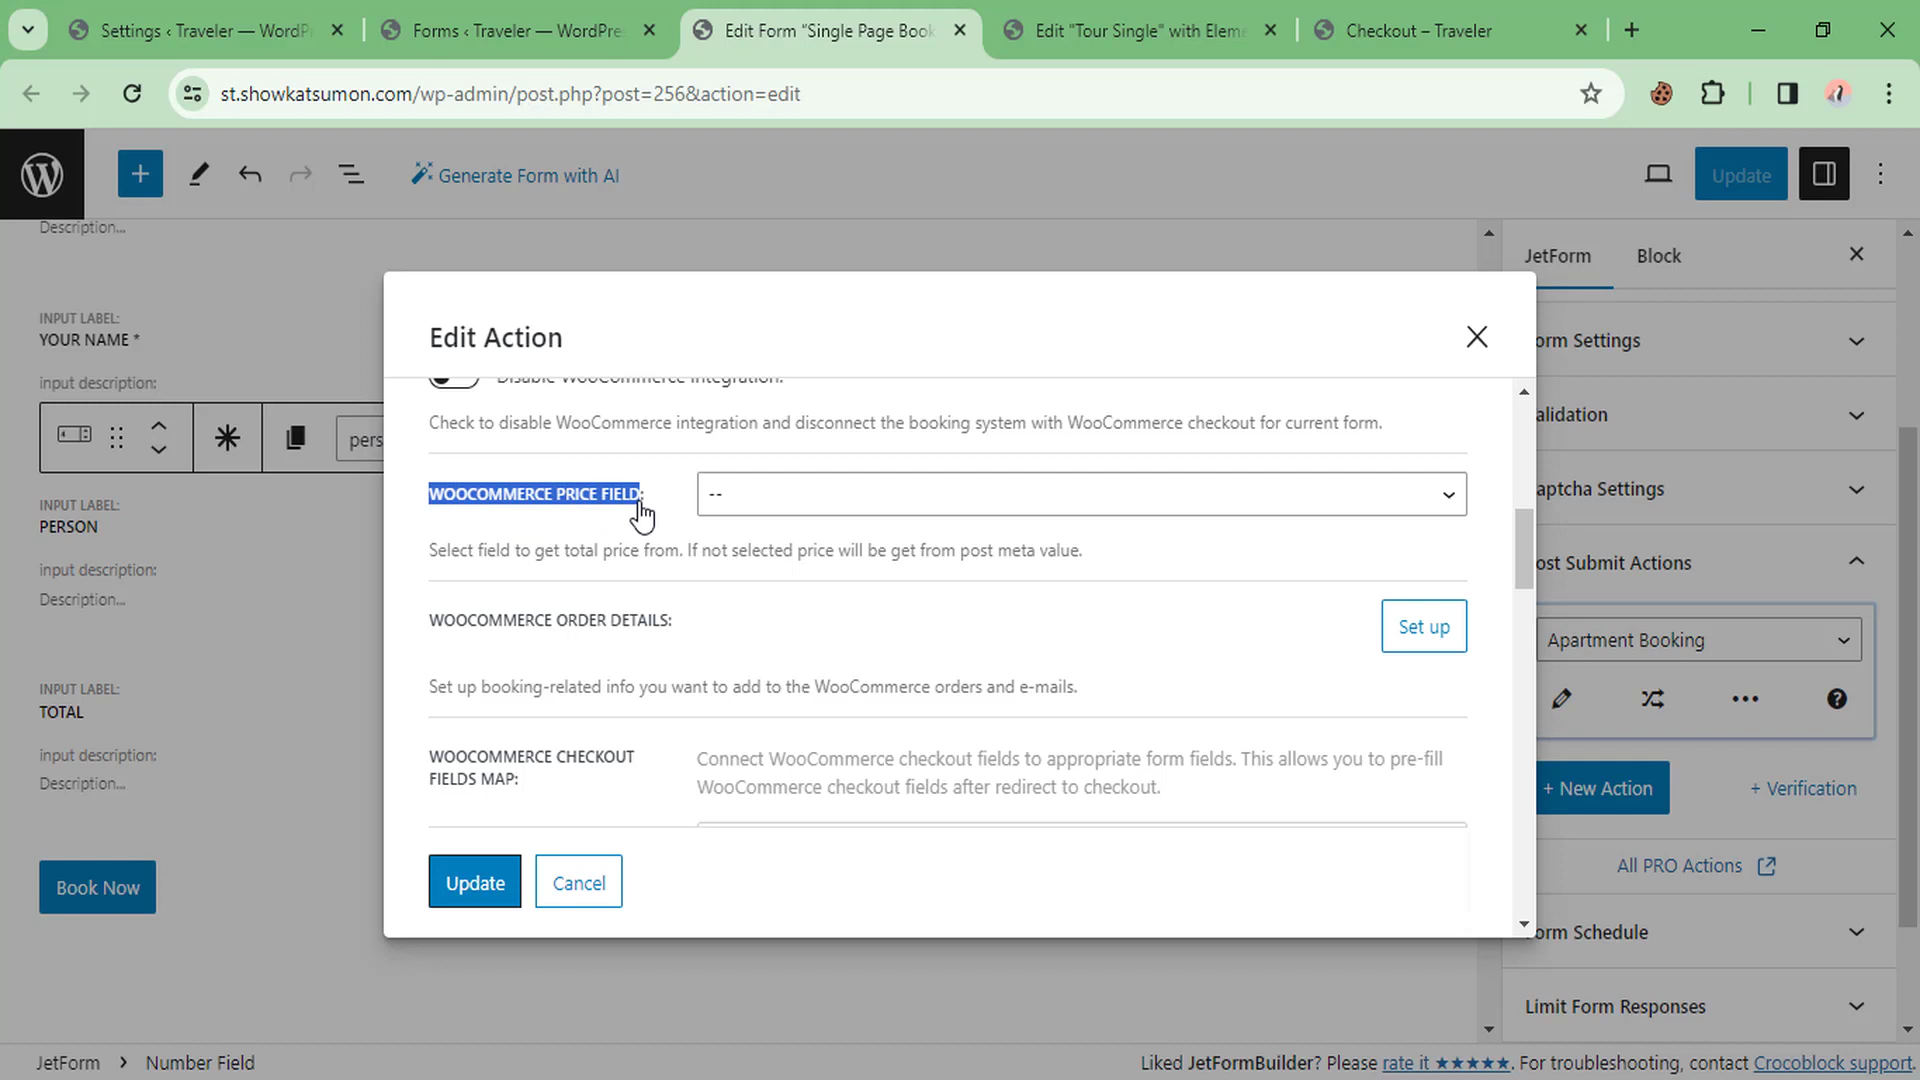 Settings ‹ Traveler — WordP
Forms ‹ Traveler — WordPre
Edit Form "Single Page Book
Edit "Tour Single" with Eleme
Checkout – Traveler
st.showkatsumon.com/wp-admin/post.php?post=256&action=edit
Generate Form with AI
Update
Description...
INPUT LABEL:
YOUR NAME *
input description:
pers
INPUT LABEL:
PERSON
input description:
Description...
INPUT LABEL:
TOTAL
input description:
Description...
Book Now
Edit Action
Disable WooCommerce integration.
Check to disable WooCommerce integration and disconnect the booking system with WooCommerce checkout for current form.
WOOCOMMERCE PRICE FIELD:
--
Select field to get total price from. If not selected price will be get from post meta value.
WOOCOMMERCE ORDER DETAILS:
Set up
Set up booking-related info you want to add to the WooCommerce orders and e-mails.
WOOCOMMERCE CHECKOUT
FIELDS MAP:
Connect WooCommerce checkout fields to appropriate form fields. This allows you to pre-fill
WooCommerce checkout fields after redirect to checkout.
Update
Cancel
JetForm
Block
orm Settings
alidation
aptcha Settings
ost Submit Actions
Apartment Booking
+ New Action
+ Verification
All PRO Actions
orm Schedule
Limit Form Responses
JetForm
Number Field
Liked JetFormBuilder? Please rate it ★★★★★. For troubleshooting, contact Crocoblock support.